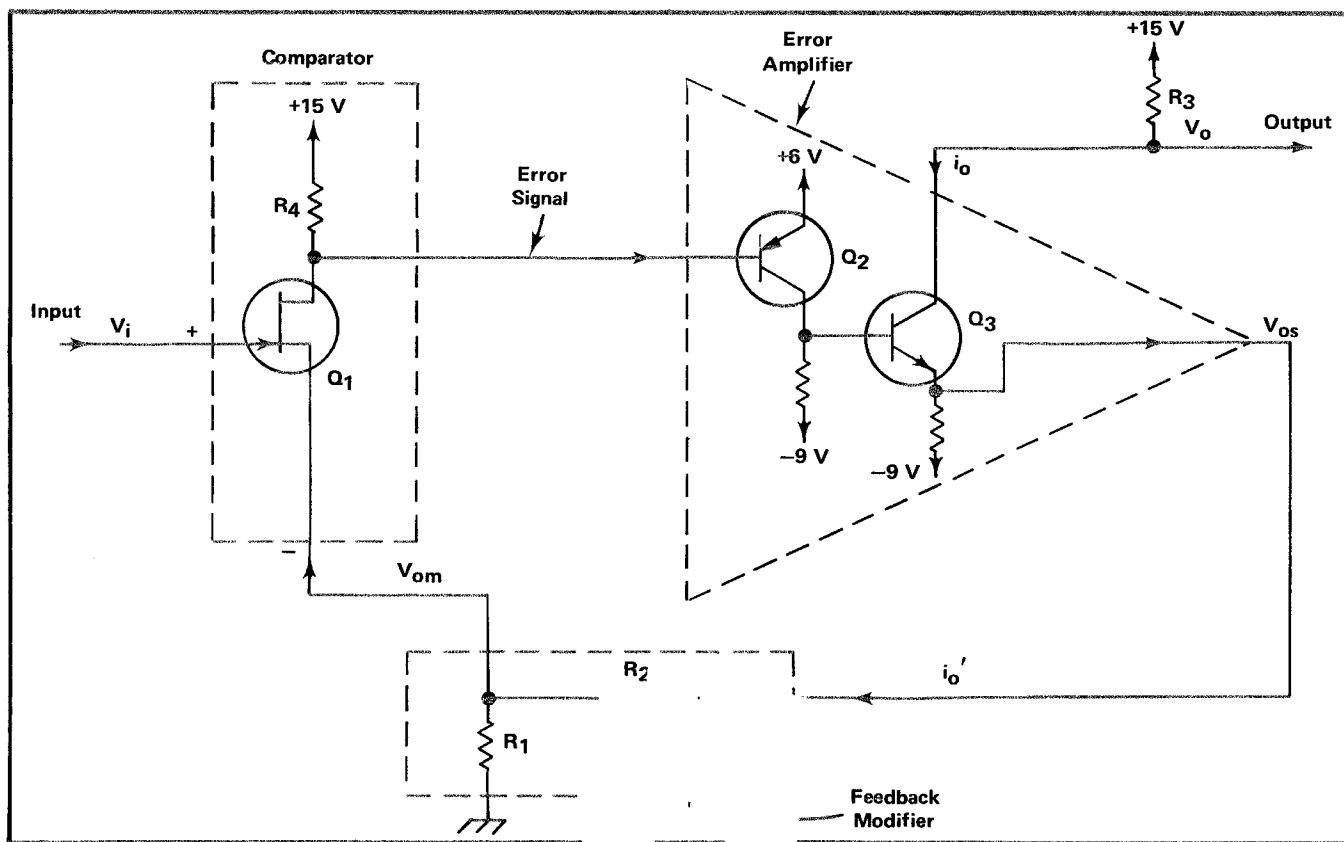 Comparator
+15 V
R4
Error
Signal
Input
Vi
+
Q1
−
Vom
Error
Amplifier
+6 V
Q2
Q3
−9 V
−9 V
+15 V
R3
Vo
Output
io
Vos
R2
io'
R1
Feedback
Modifier